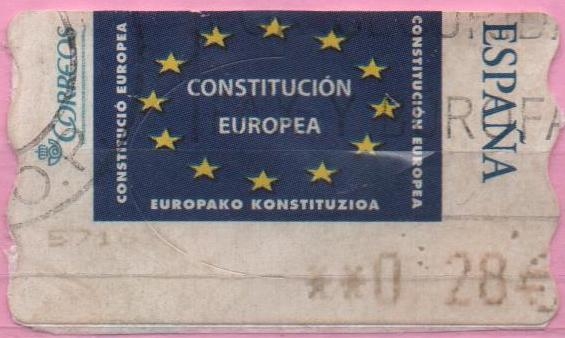 CORREOS
CONSTITUCIÓ EUROPEA
CONSTITUCIÓN
EUROPEA
EUROPAKO KONSTITUZIOA
CONSTITUCIÓN EUROPEA
ESPAÑA
**0 28€